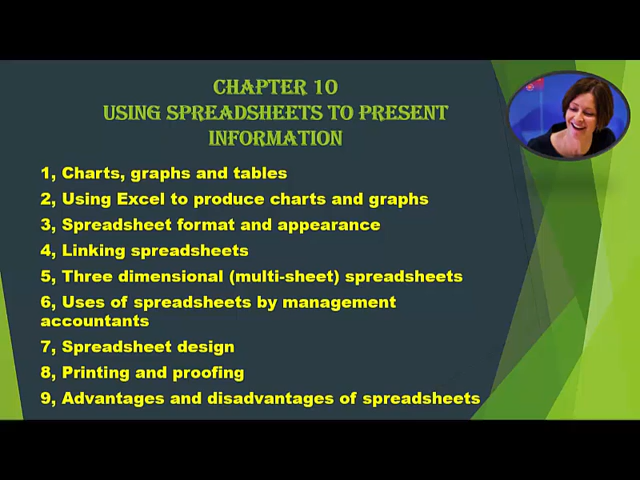 CHAPTER 10
USING SPREADSHEETS TO PRESENT
INFORMATION
1, Charts, graphs and tables
2, Using Excel to produce charts and graphs
3, Spreadsheet format and appearance
4, Linking spreadsheets
5, Three dimensional (multi-sheet) spreadsheets
6, Uses of spreadsheets by management
accountants
7, Spreadsheet design
8, Printing and proofing
9, Advantages and disadvantages of spreadsheets